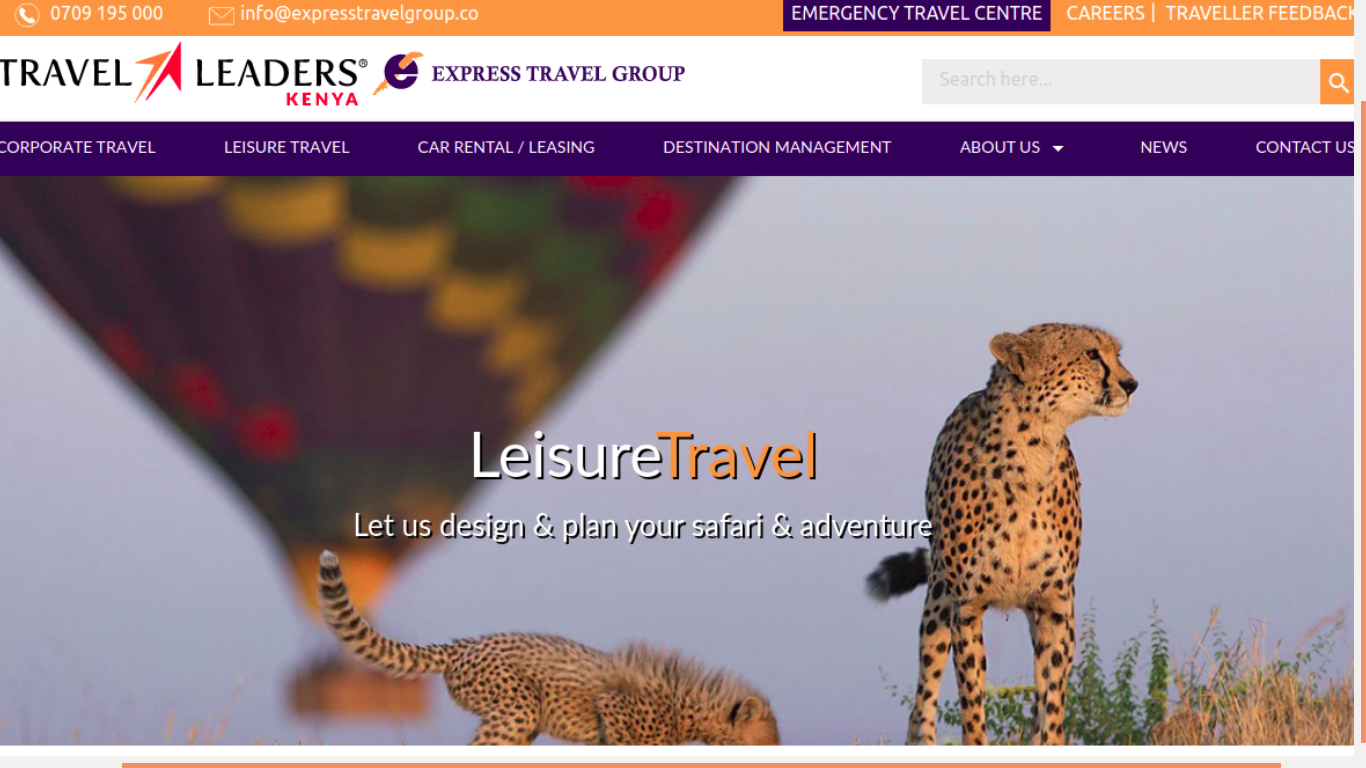 0709 195 000 info@expresstravelgroup.co EMERGENCY TRAVEL CENTRE CAREERS | TRAVELLER FEEDBACK
TRAVEL LEADERS® EXPRESS TRAVEL GROUP
KENYA
Search here...
CORPORATE TRAVEL LEISURE TRAVEL CAR RENTAL / LEASING DESTINATION MANAGEMENT ABOUT US NEWS CONTACT US
LeisureTravel
Let us design & plan your safari & adventure